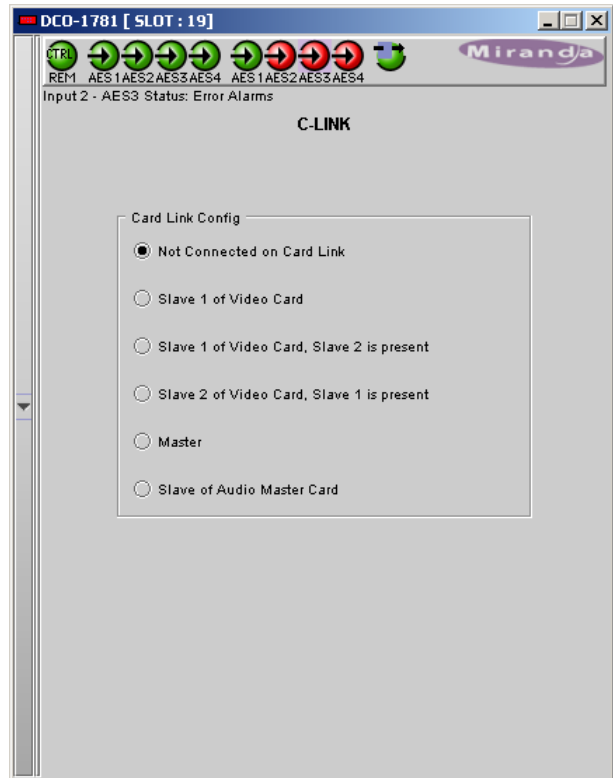 DCO-1781 [ SLOT : 19]
CTRL
REM AES1 AES2 AES3 AES4 AES1 AES2 AES3 AES4
Miranda
Input 2 - AES3 Status: Error Alarms
C-LINK
Card Link Config
Not Connected on Card Link
Slave 1 of Video Card
Slave 1 of Video Card, Slave 2 is present
Slave 2 of Video Card, Slave 1 is present
Master
Slave of Audio Master Card